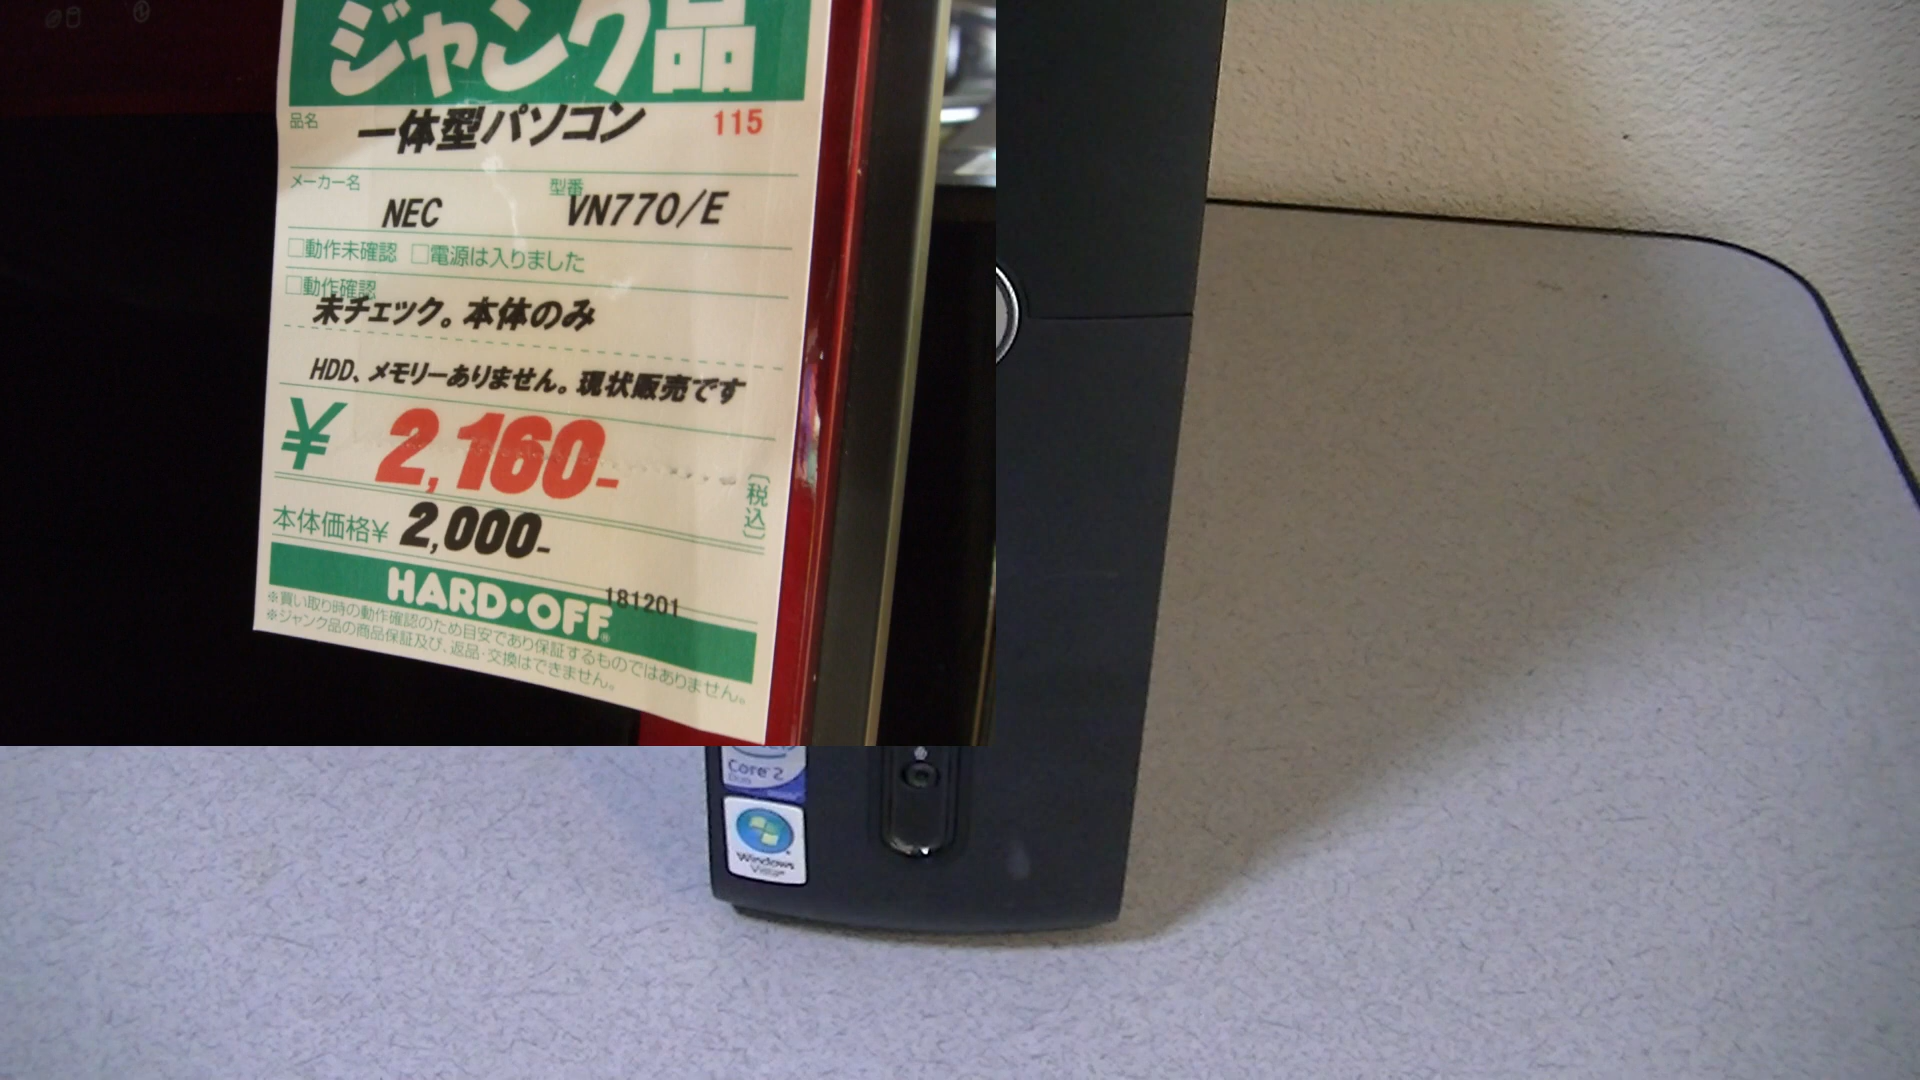 ジャンク品
品名 一体型パソコン 115
メーカー名 NEC 型番 VN770/E
□動作未確認 □電源は入りました
□動作確認
未チェック。本体のみ
HDD、メモリーありません。現状販売です
¥ 2,160-
〔税込〕
本体価格¥ 2,000-
HARD・OFF® 181201
※買い取り時の動作確認のため目安であり保証するものではありません。
※ジャンク品の商品保証及び、返品・交換はできません。
Core 2
Duo
Windows
Vista